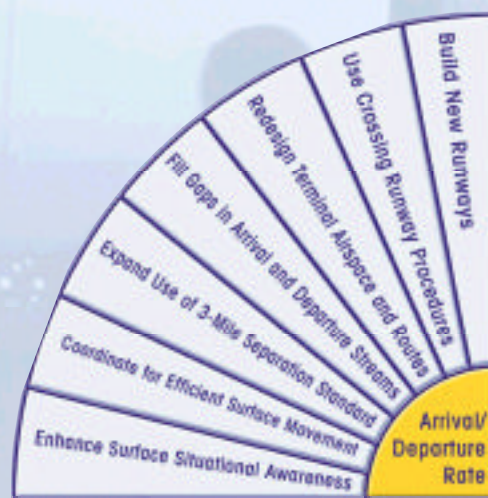 Build New Runways
Use Crossing Runway Procedures
Redesign Terminal Airspace and Routes
Fill Gaps in Arrival and Departure Streams
Expand Use of 3-Mile Separation Standard
Coordinate for Efficient Surface Movement
Enhance Surface Situational Awareness
Arrival/
Departure
Rate